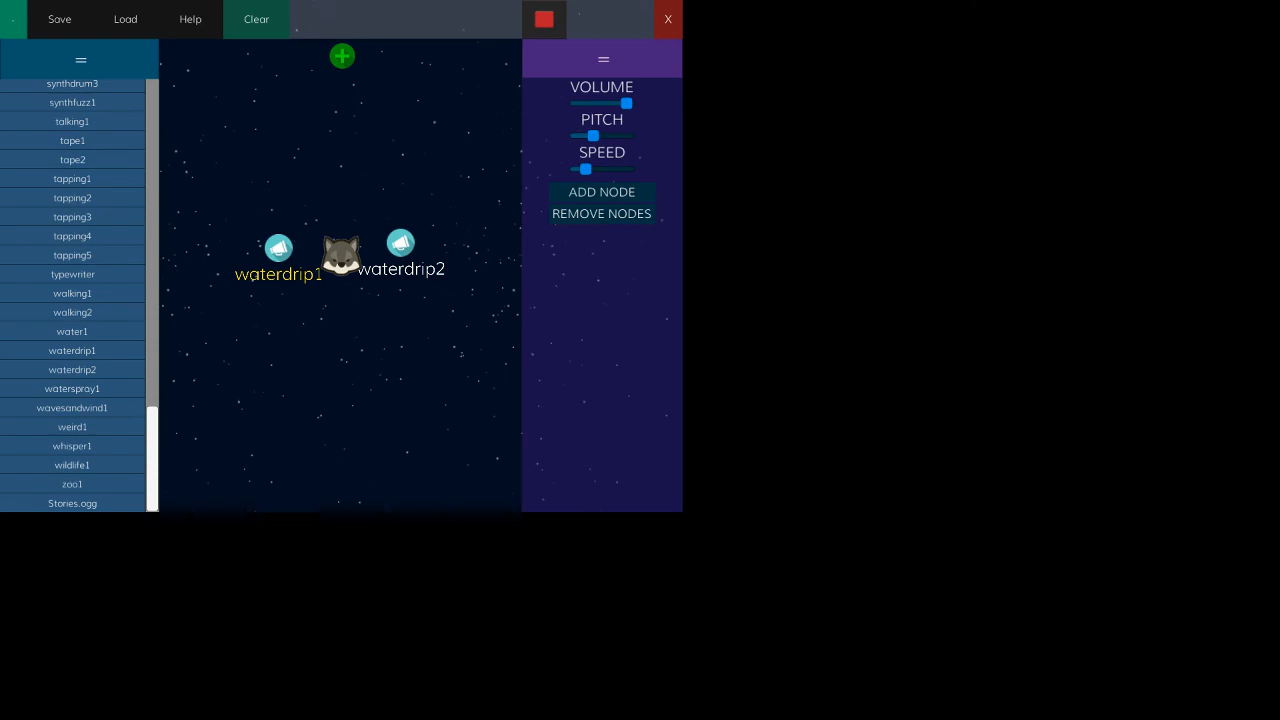 Save Load Help Clear X
=
=
synthdrum3
synthfuzz1
talking1
tape1
tape2
tapping1
tapping2
tapping3
tapping4
tapping5
typewriter
walking1
walking2
water1
waterdrip1
waterdrip2
waterspray1
wavesandwind1
weird1
whisper1
wildlife1
zoo1
Stories.ogg
waterdrip1
waterdrip2
VOLUME
PITCH
SPEED
ADD NODE
REMOVE NODES